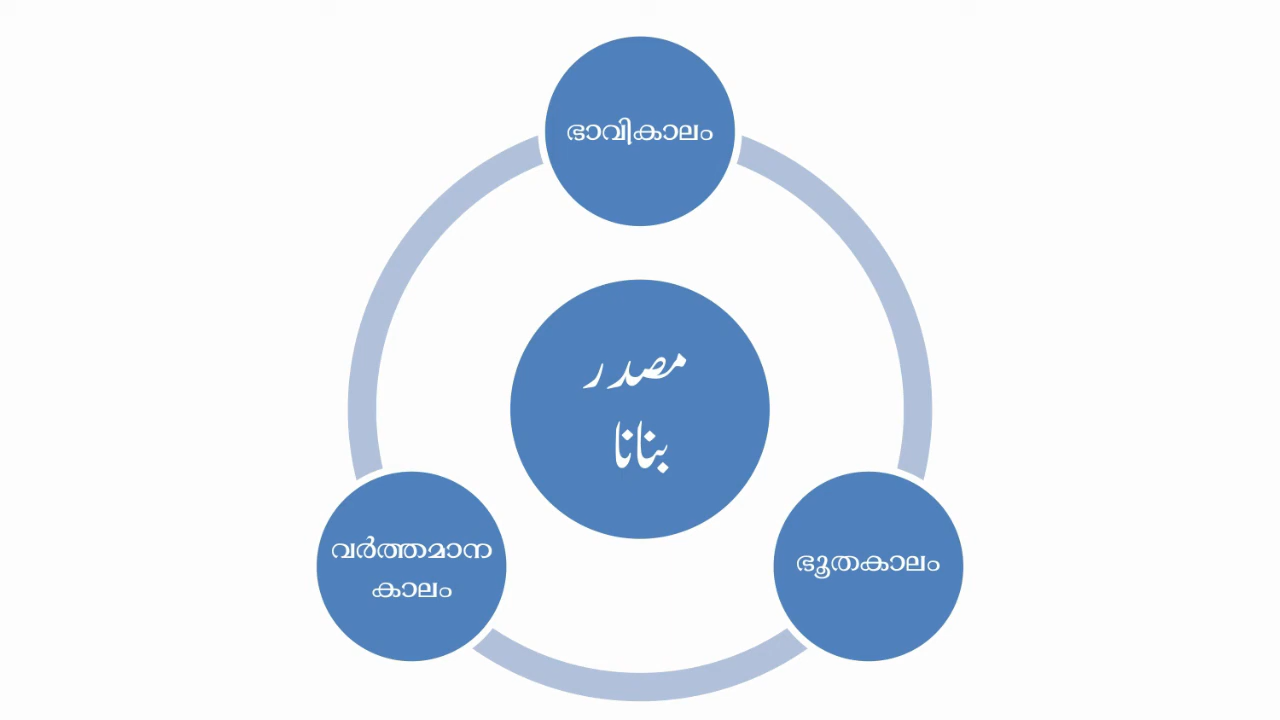 ഭാവികാലം
مصدر
بنانا
വർത്തമാന
കാലം
ഭൂതകാലം